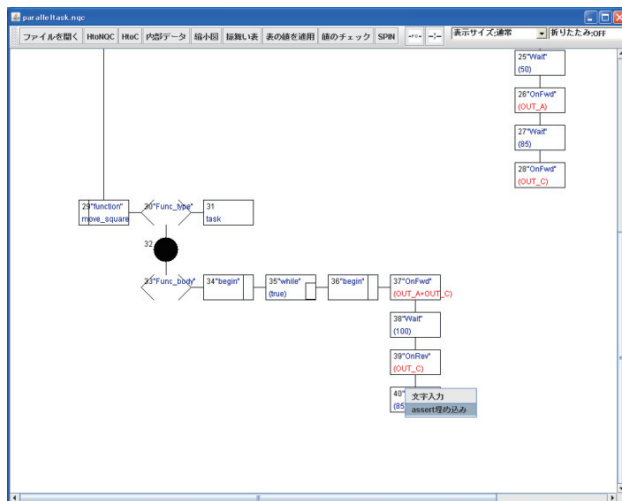 paralleltask.nqc
ファイルを開く HtoNQC HtoC 内部データ 縮小図 振舞い表 表の値を適用 値のチェック SPIN 表示サイズ:通常 折りたたみ:OFF
25"Wait"
(50)
26"OnFwd"
(OUT_A)
27"Wait"
(85)
28"OnFwd"
(OUT_C)
29"function"
move_square
30"Func_type"
31
task
32
33"Func_body"
34"begin"
35"while"
(true)
36"begin"
37"OnFwd"
(OUT_A+OUT_C)
38"Wait"
(100)
39"OnRev"
(OUT_C)
40"
(85
文字入力
assert埋め込み